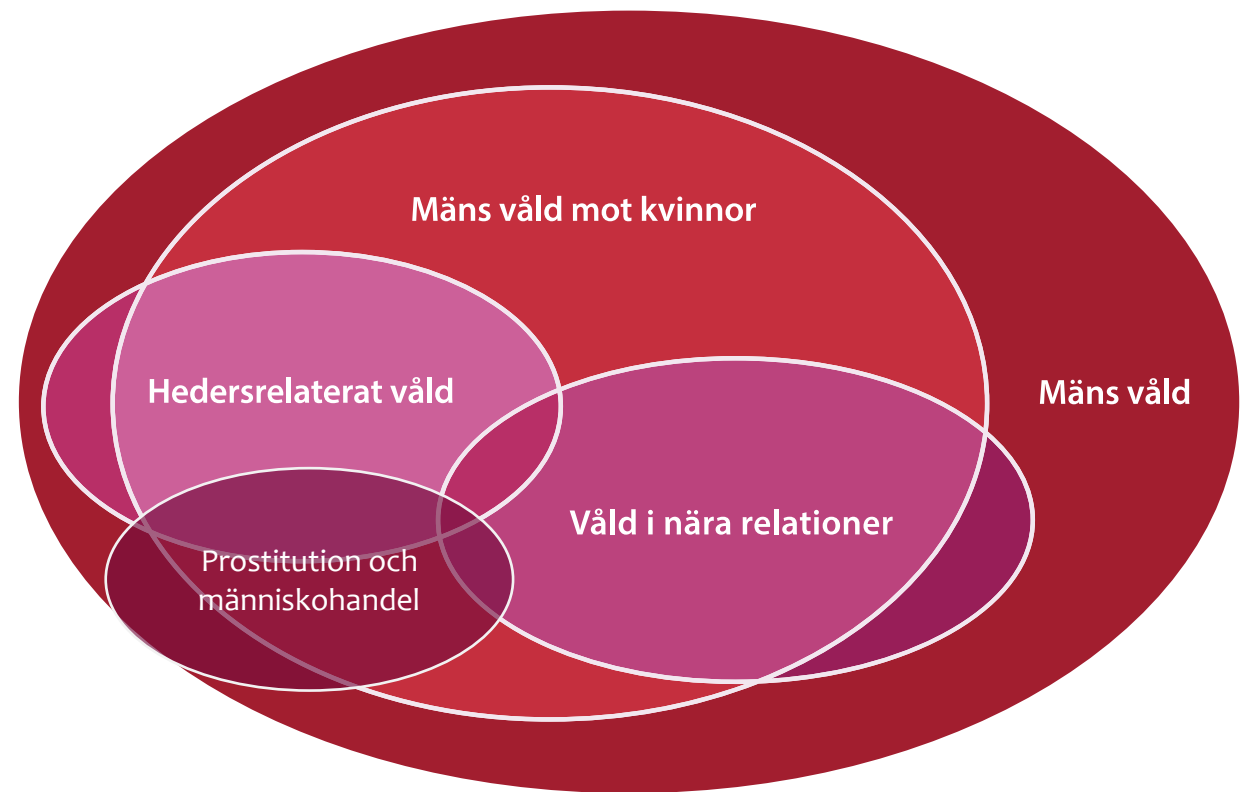 Mäns våld mot kvinnor
Hedersrelaterat våld
Mäns våld
Våld i nära relationer
Prostitution och
människohandel